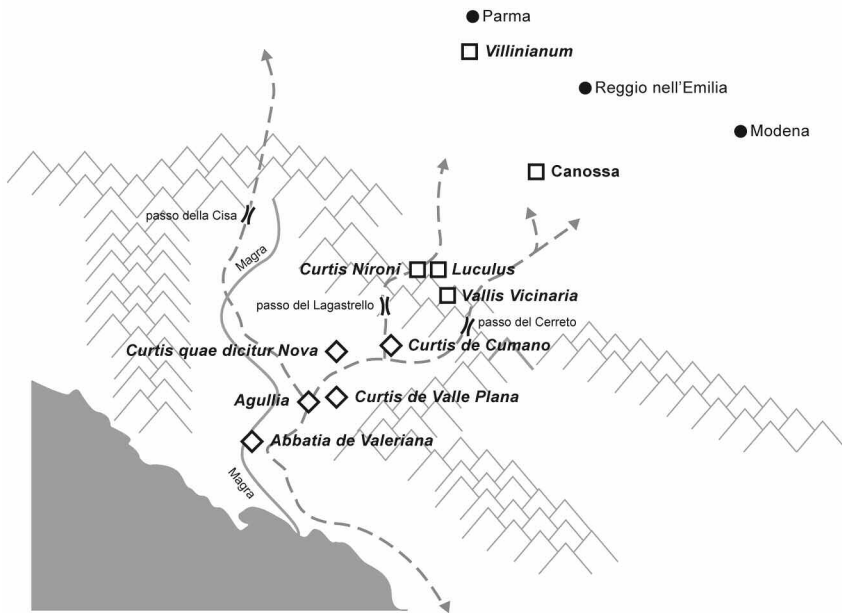 Parma
Villinianum
Reggio nell'Emilia
Modena
Canossa
passo della Cisa
Magra
Curtis Nironi
Luculus
Vallis Vicinaria
passo del Lagastrello
passo del Cerreto
Curtis de Cumano
Curtis quae dicitur Nova
Curtis de Valle Plana
Agullia
Abbatia de Valeriana
Magra